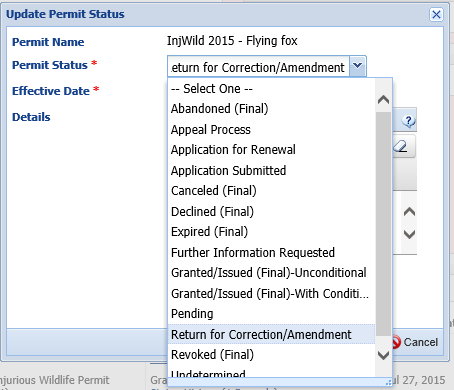 Update Permit Status
Permit Name InjWild 2015 - Flying fox
Permit Status * eturn for Correction/Amendment
Effective Date *
Details
-- Select One --
Abandoned (Final)
Appeal Process
Application for Renewal
Application Submitted
Canceled (Final)
Declined (Final)
Expired (Final)
Further Information Requested
Granted/Issued (Final)-Unconditional
Granted/Issued (Final)-With Conditi...
Pending
Return for Correction/Amendment
Revoked (Final)
Undetermined
Cancel
njurious Wildlife Permit Gra ul 27, 2015